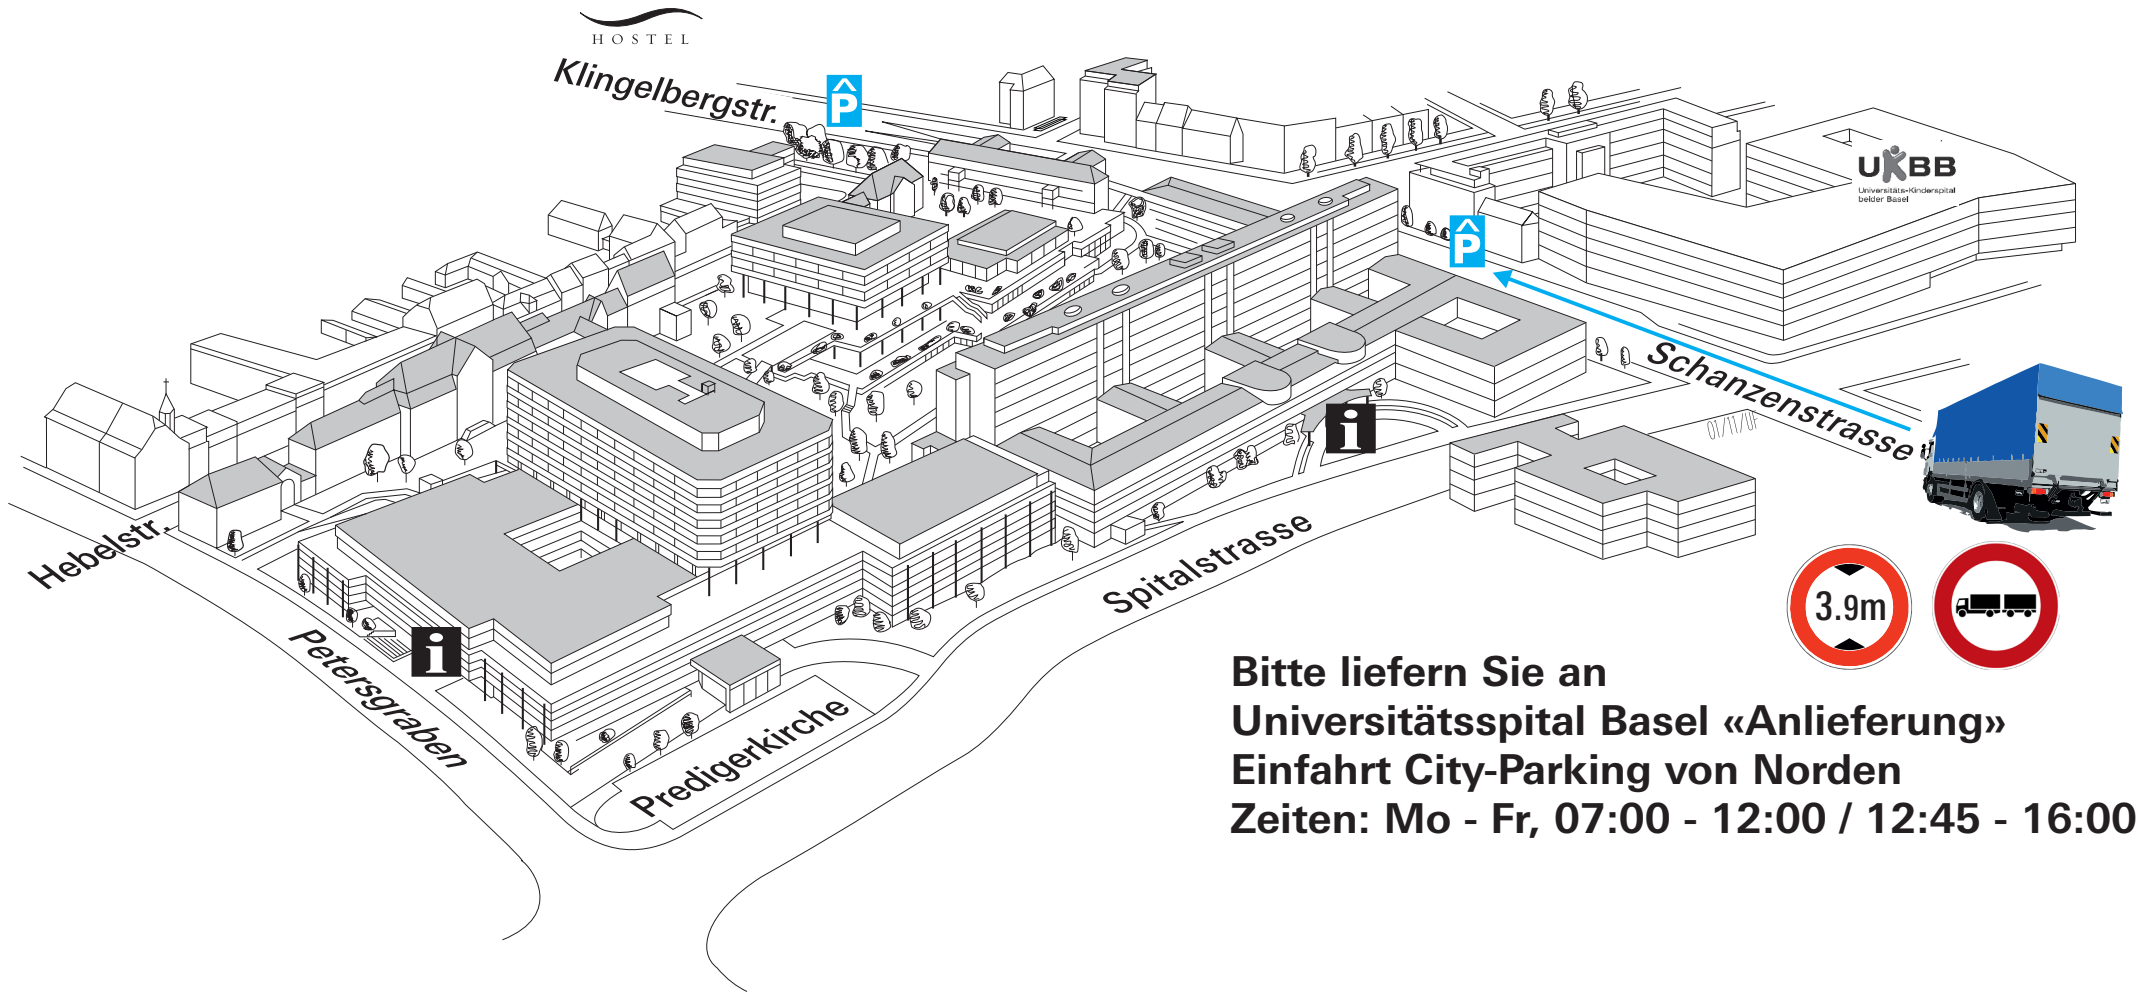 HOSTEL
Klingelbergstr.
P
UKBB
Universitäts-Kinderspital
beider Basel
P
Schanzenstrasse
i
Hebelstr.
Spitalstrasse
3.9m
Petersgraben
i
Predigerkirche
Bitte liefern Sie an
Universitätsspital Basel «Anlieferung»
Einfahrt City-Parking von Norden
Zeiten: Mo - Fr, 07:00 - 12:00 / 12:45 - 16:00